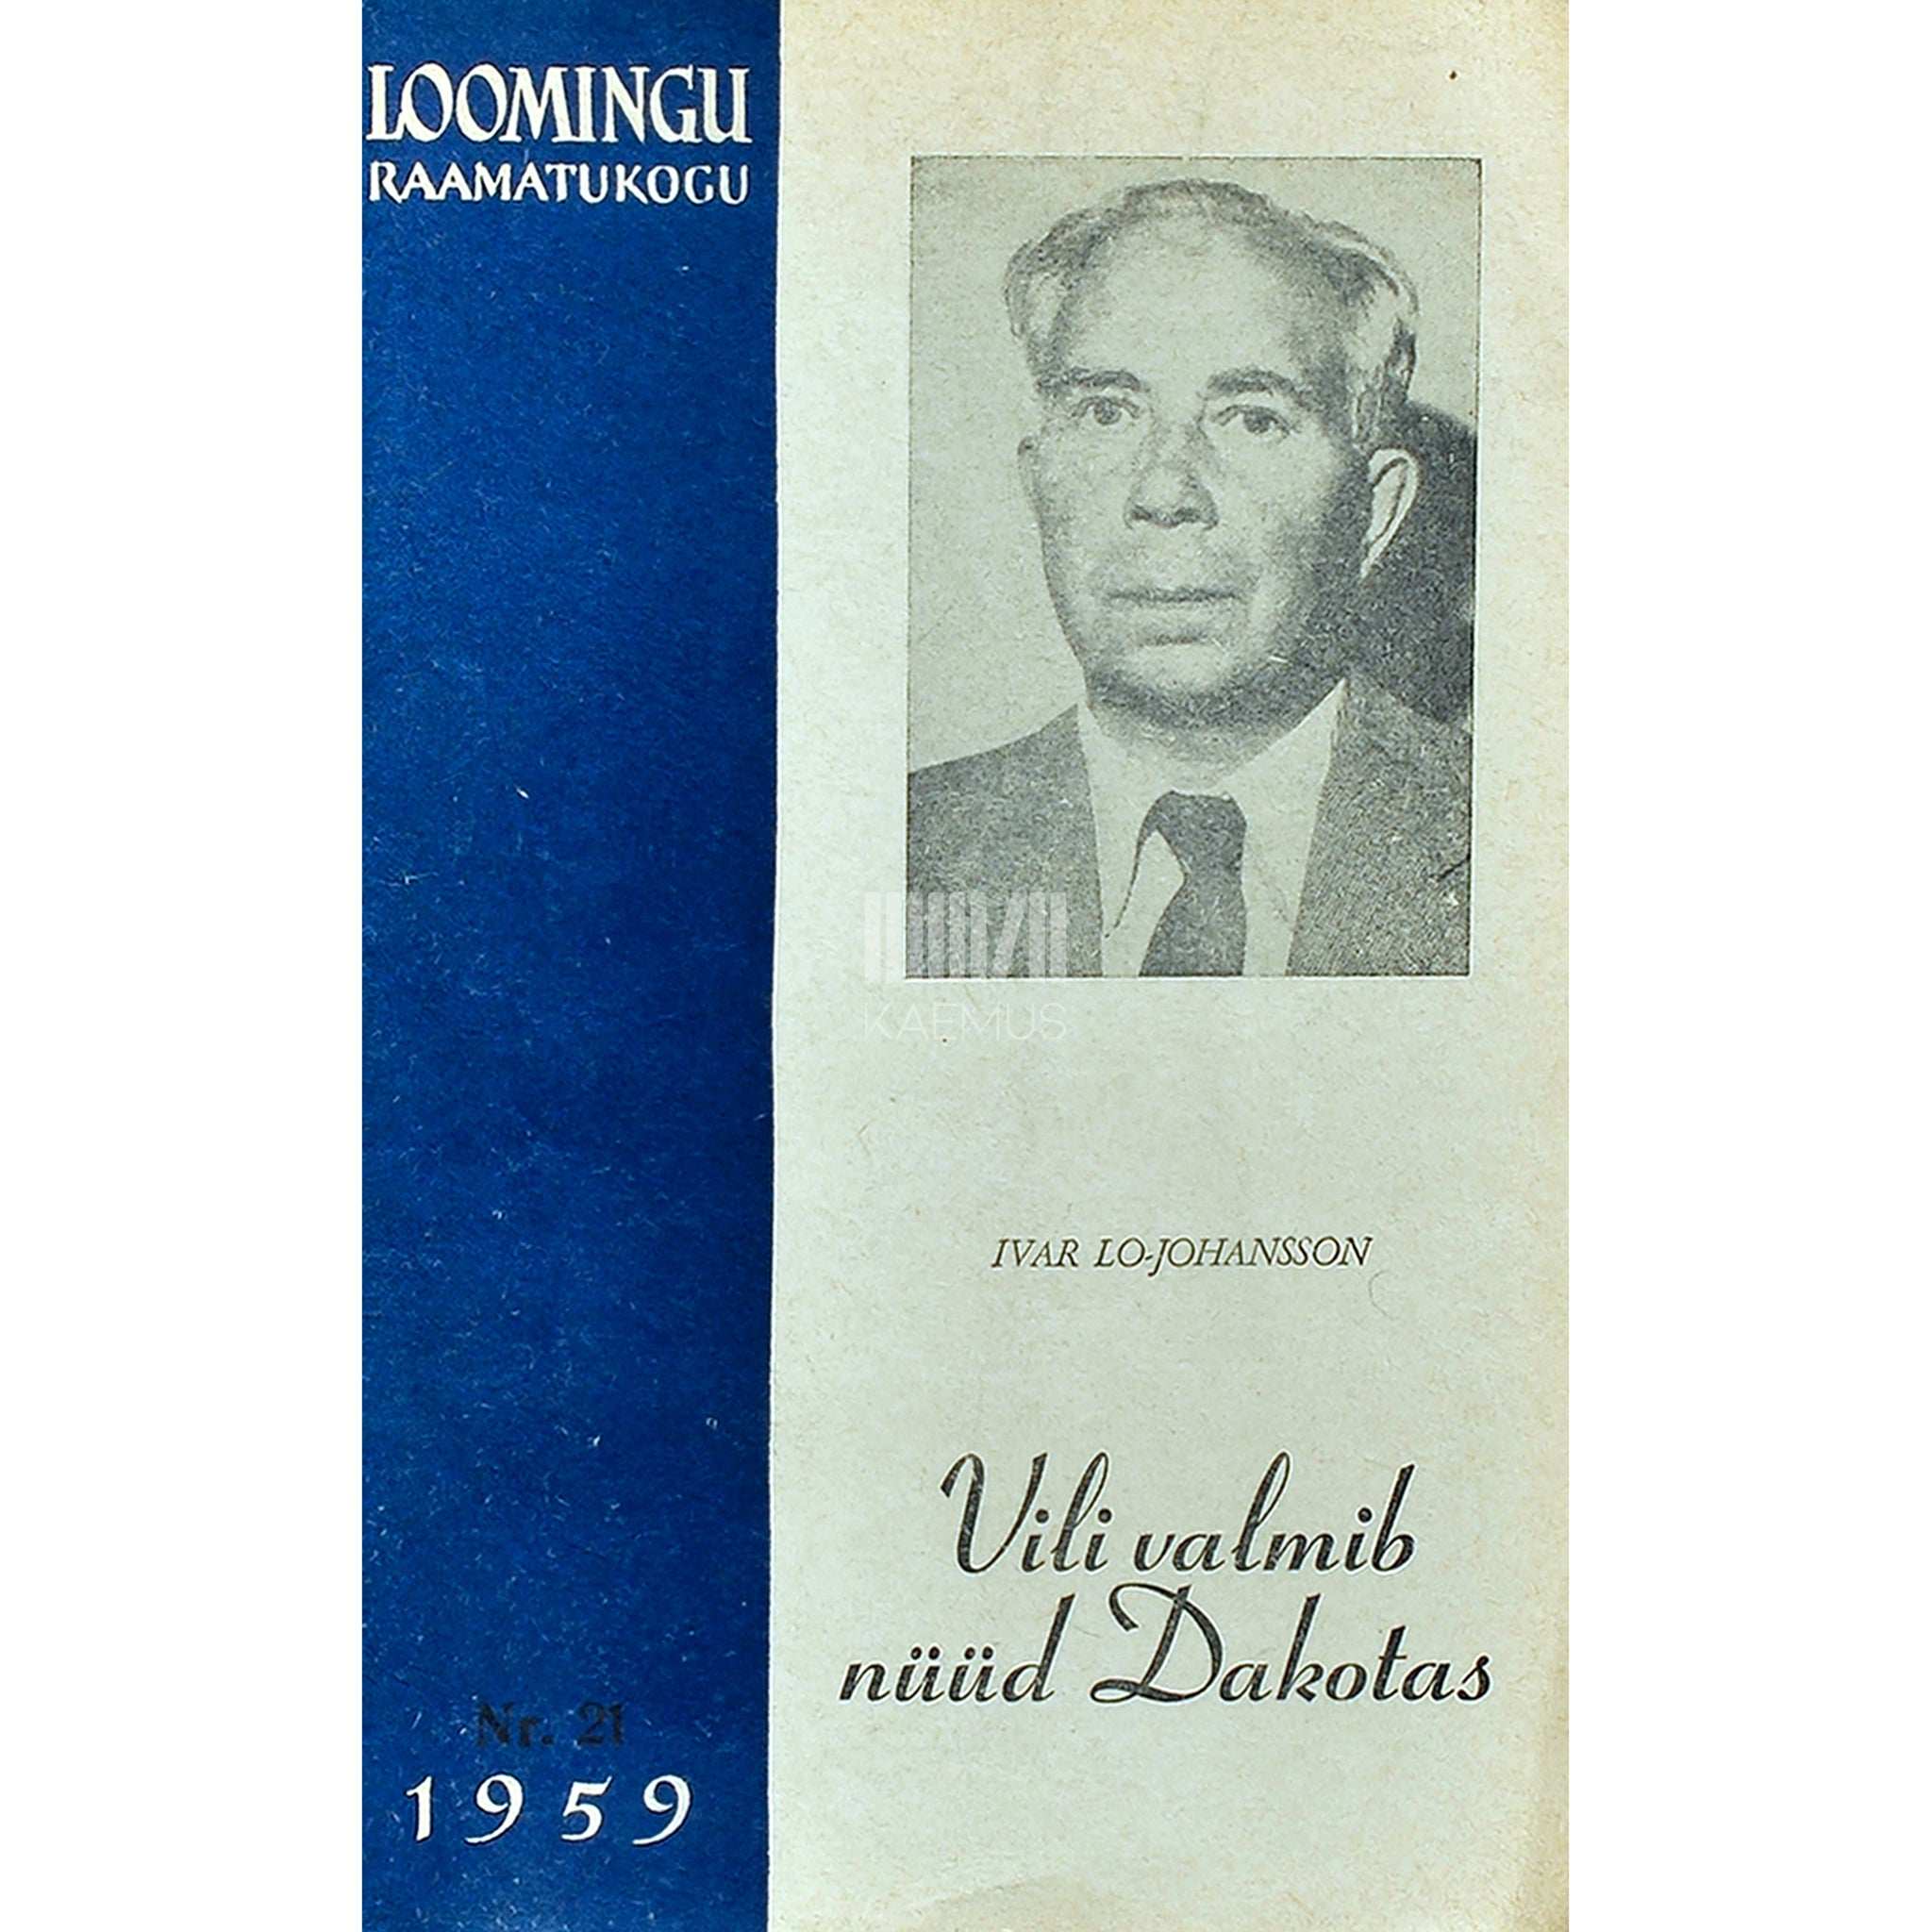 LOOMINGU
RAAMATUKOGU
KAEMUS
IVAR LO-JOHANSSON
Vili valmib
nüüd Dakotas
Nr. 21
1959